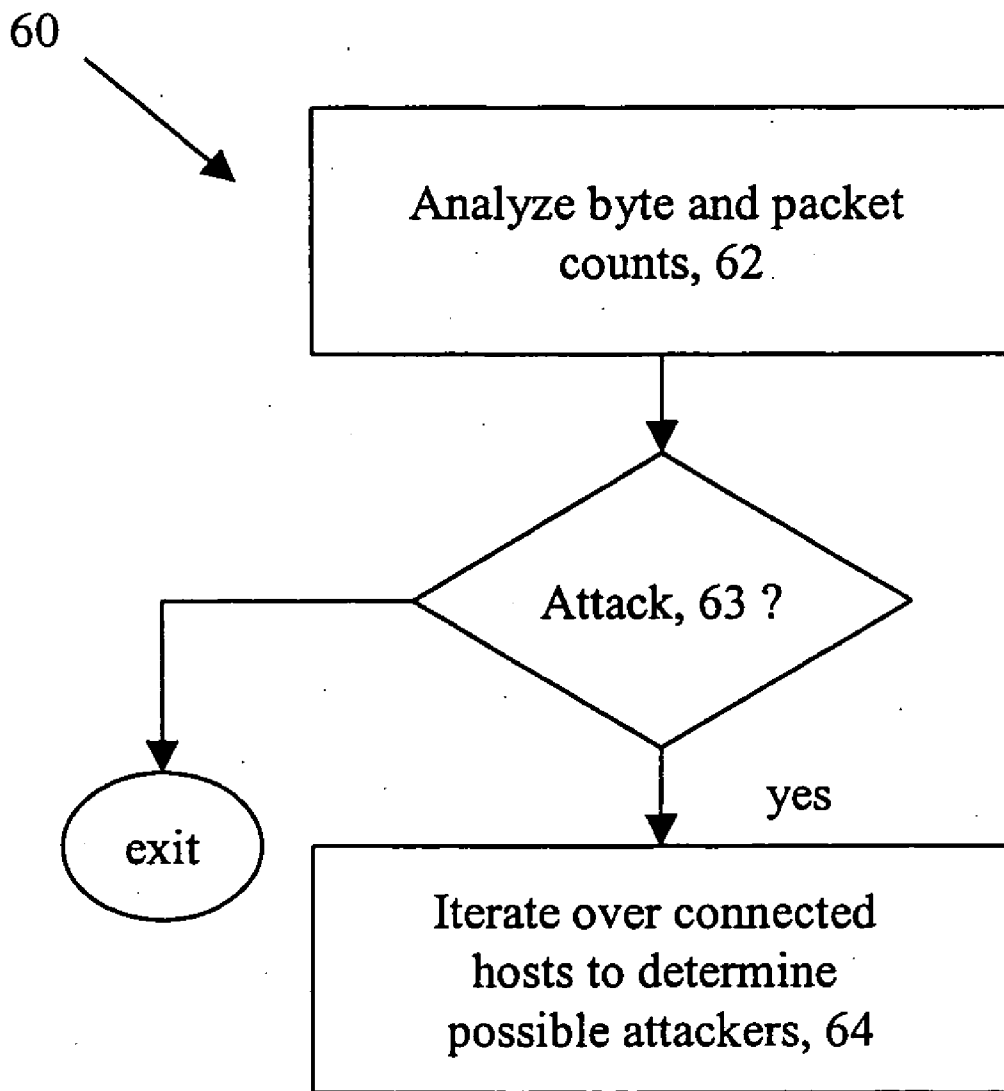 60
Analyze byte and packet
counts, 62
Attack, 63 ?
yes
exit
Iterate over connected
hosts to determine
possible attackers, 64